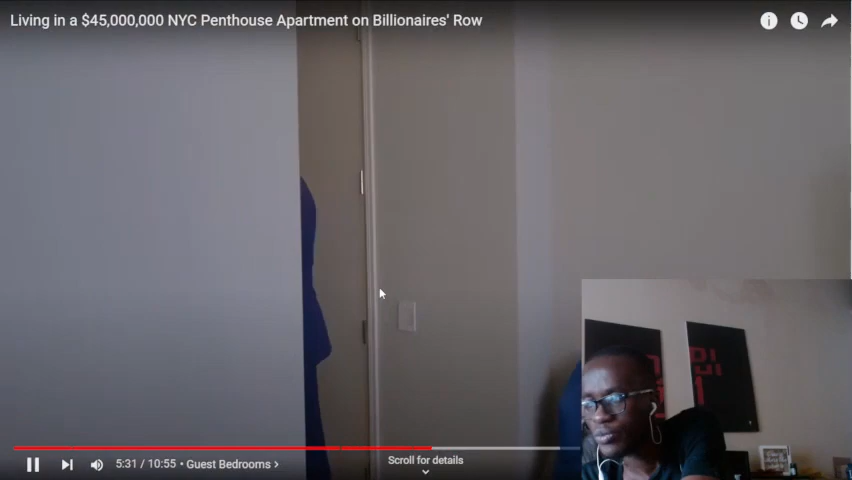 Living in a $45,000,000 NYC Penthouse Apartment on Billionaires' Row
5:31 / 10:55 • Guest Bedrooms >
Scroll for details